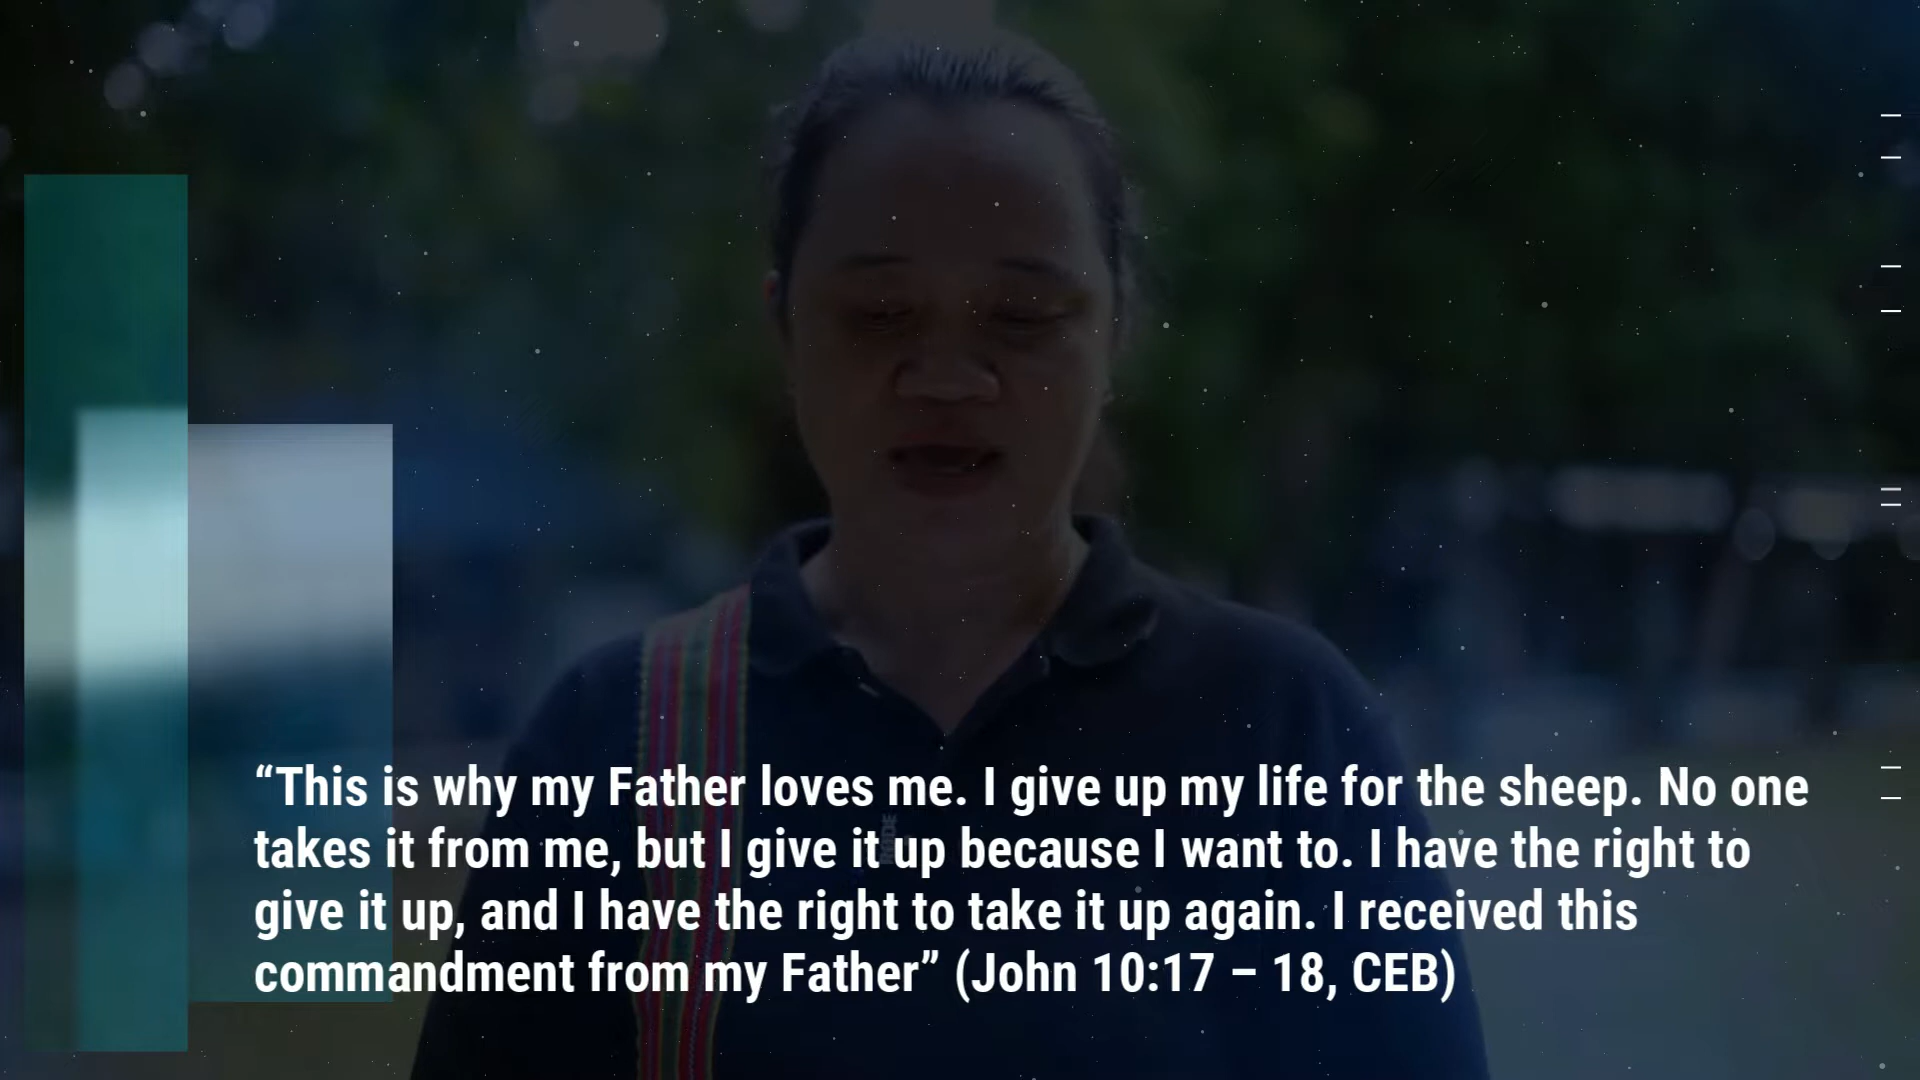 “This is why my Father loves me. I give up my life for the sheep. No one
takes it from me, but I give it up because I want to. I have the right to
give it up, and I have the right to take it up again. I received this
commandment from my Father” (John 10:17 – 18, CEB)